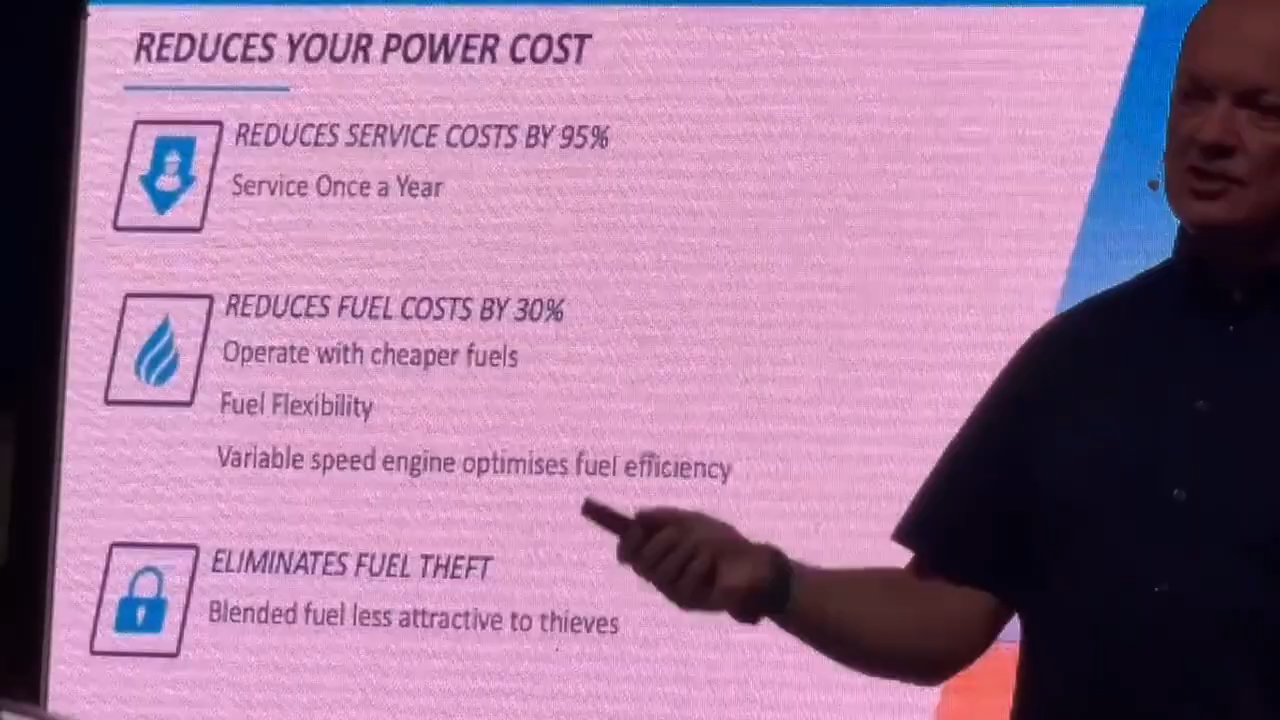 REDUCES YOUR POWER COST
REDUCES SERVICE COSTS BY 95%
Service Once a Year
REDUCES FUEL COSTS BY 30%
Operate with cheaper fuels
Fuel Flexibility
Variable speed engine optimises fuel efficiency
ELIMINATES FUEL THEFT
Blended fuel less attractive to thieves